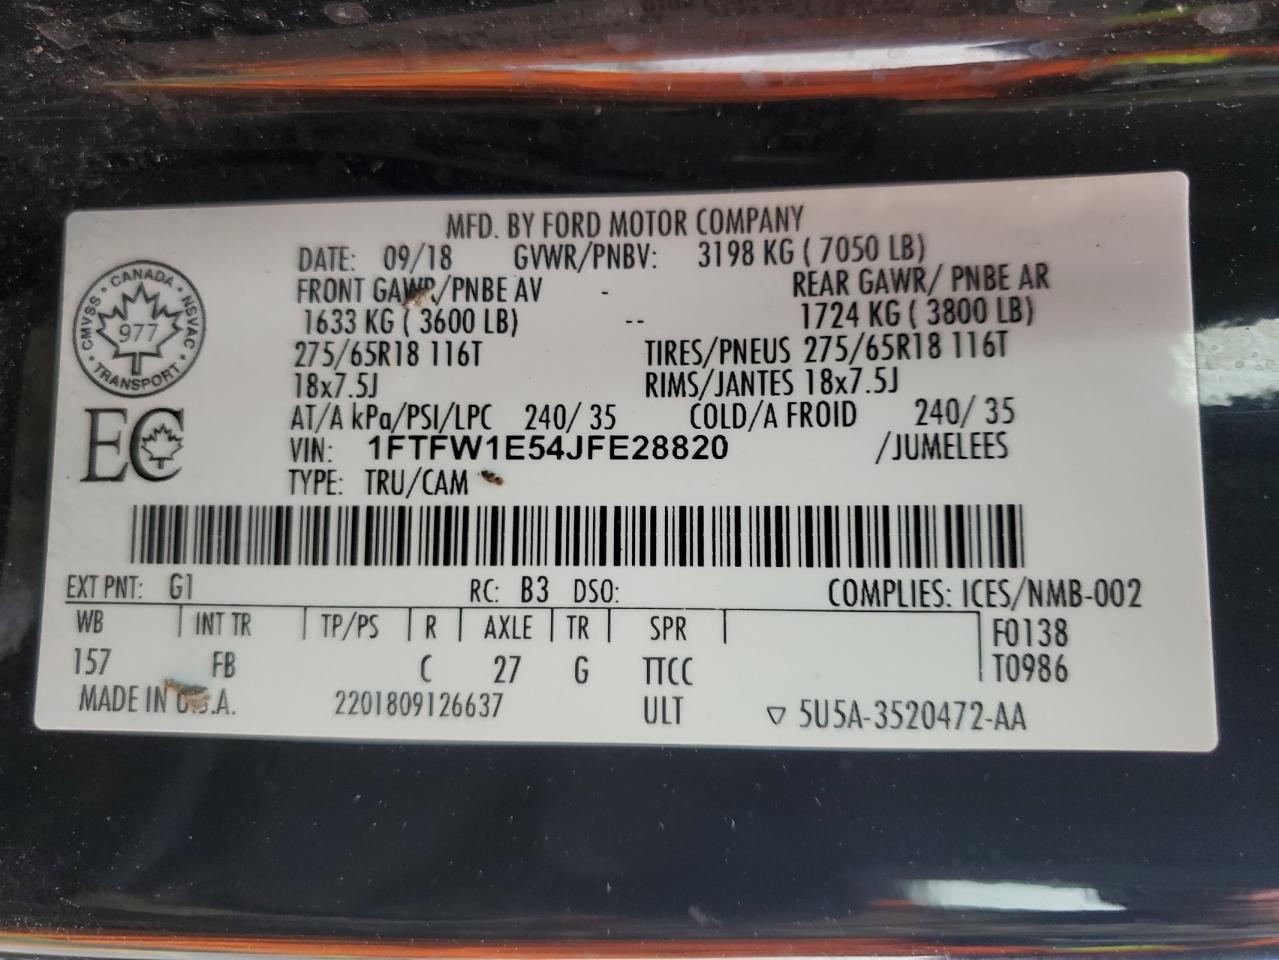 MFD. BY FORD MOTOR COMPANY
DATE: 09/18 GVWR/PNBV: 3198 KG ( 7050 LB)
FRONT GAWR/PNBE AV - REAR GAWR/ PNBE AR
1633 KG ( 3600 LB) -- 1724 KG ( 3800 LB)
275/65R18 116T TIRES/PNEUS 275/65R18 116T
18x7.5J RIMS/JANTES 18x7.5J
AT/A kPa/PSI/LPC 240/ 35 COLD/A FROID 240/ 35
VIN: 1FTFW1E54JFE28820 /JUMELEES
TYPE: TRU/CAM
CANADA
CMVSS 977 NSVAC
TRANSPORT
EC
EXT PNT: G1 RC: B3 DSO: COMPLIES: ICES/NMB-002
WB INT TR TP/PS R AXLE TR SPR F0138
157 FB C 27 G TTCC T0986
MADE IN U.S.A. 2201809126637 ULT ▽ 5U5A-3520472-AA